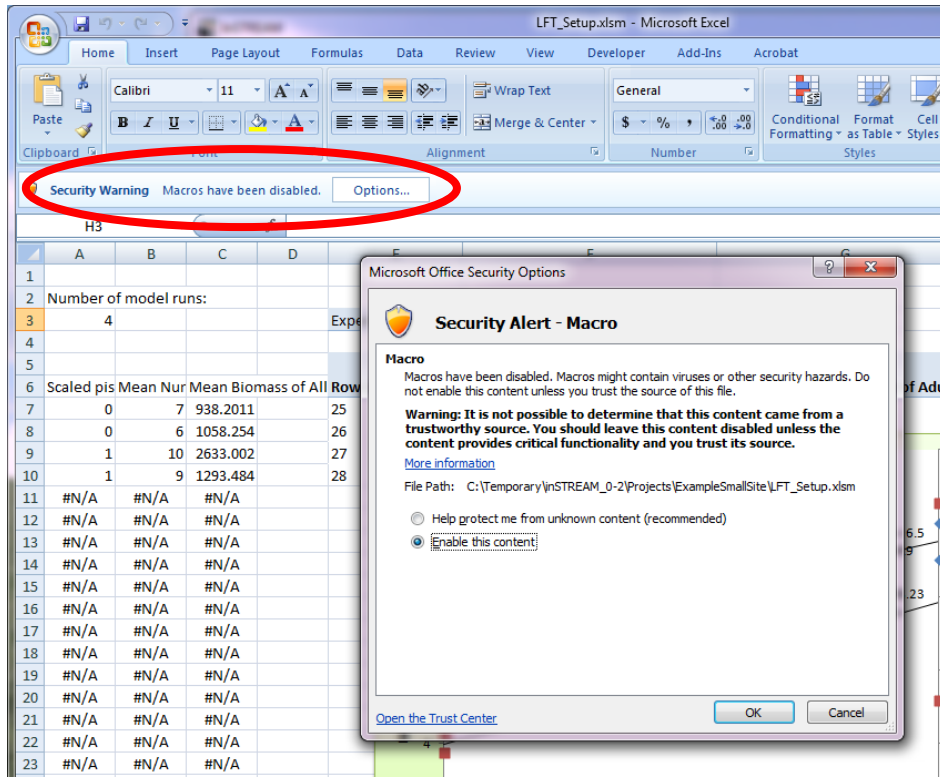 LFT_Setup.xlsm - Microsoft Excel
Home Insert Page Layout Formulas Data Review View Developer Add-Ins Acrobat
Calibri 11 A A Wrap Text General
Paste B I U A Merge & Center $ % , .00 .00 Conditional Formatting as Table Format Cell Styles
Clipboard Font Alignment Number Styles
Security Warning Macros have been disabled. Options...
H3
A B C D E F G
1
2 Number of model runs:
3 4
4
5
6 Scaled pis Mean Nur Mean Biomass of All Row
7 0 7 938.2011 25
8 0 6 1058.254 26
9 1 10 2633.002 27
10 1 9 1293.484 28
11 #N/A #N/A #N/A
12 #N/A #N/A #N/A
13 #N/A #N/A #N/A
14 #N/A #N/A #N/A
15 #N/A #N/A #N/A
16 #N/A #N/A #N/A
17 #N/A #N/A #N/A
18 #N/A #N/A #N/A
19 #N/A #N/A #N/A
20 #N/A #N/A #N/A
21 #N/A #N/A #N/A
22 #N/A #N/A #N/A 4
23 #N/A #N/A #N/A
Expe
of Adu
6.5
9
.23
Microsoft Office Security Options
Security Alert - Macro
Macro
Macros have been disabled. Macros might contain viruses or other security hazards. Do
not enable this content unless you trust the source of this file.
Warning: It is not possible to determine that this content came from a
trustworthy source. You should leave this content disabled unless the
content provides critical functionality and you trust its source.
More information
File Path: C:\Temporary\inSTREAM_0-2\Projects\ExampleSmallSite\LFT_Setup.xlsm
Help protect me from unknown content (recommended)
Enable this content
Open the Trust Center OK Cancel